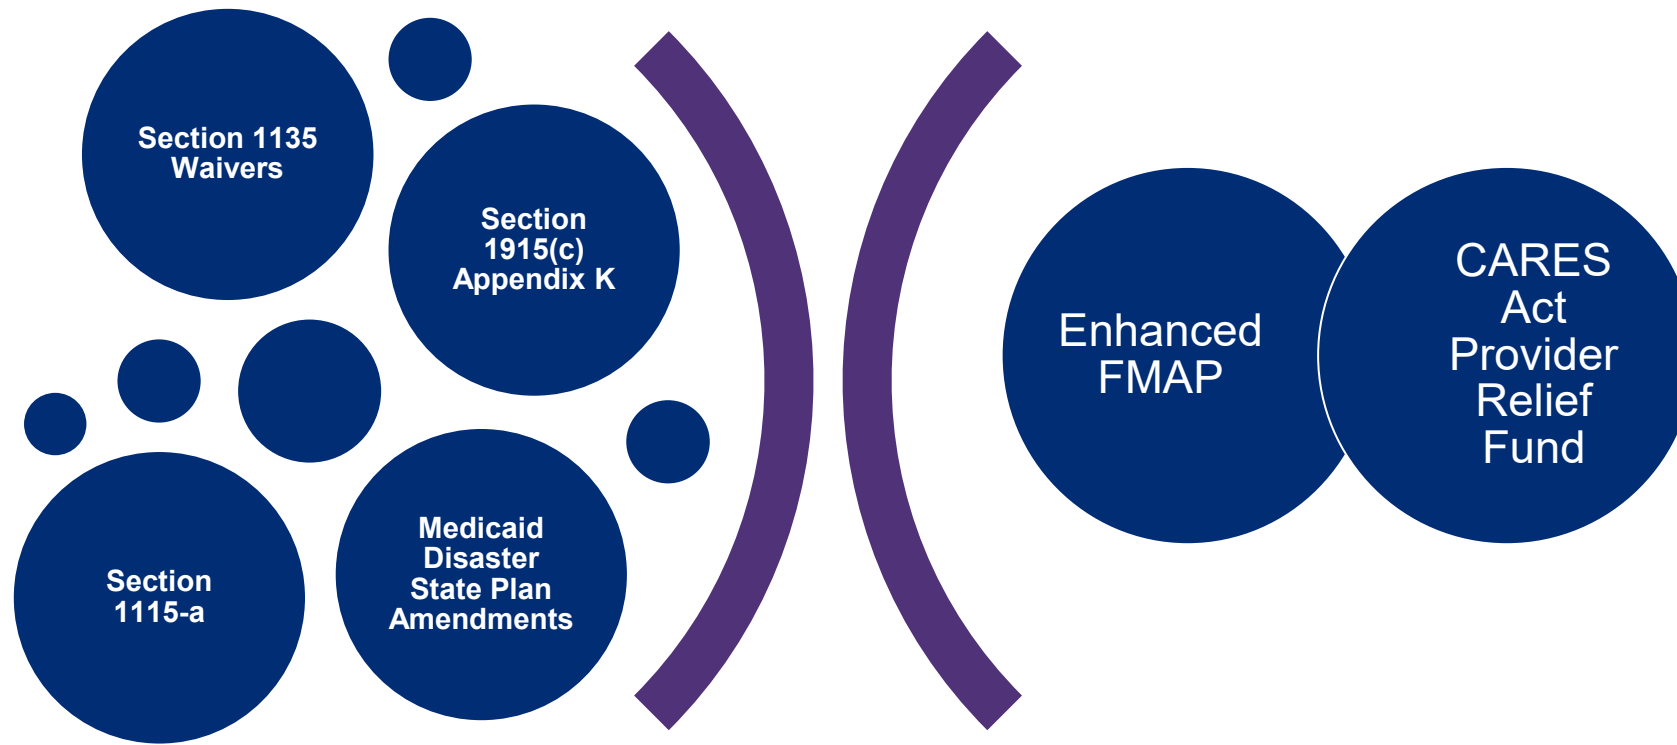 Section 1135
Waivers
Section
1915(c)
Appendix K
Section
1115-a
Medicaid
Disaster
State Plan
Amendments
Enhanced
FMAP
CARES
Act
Provider
Relief
Fund